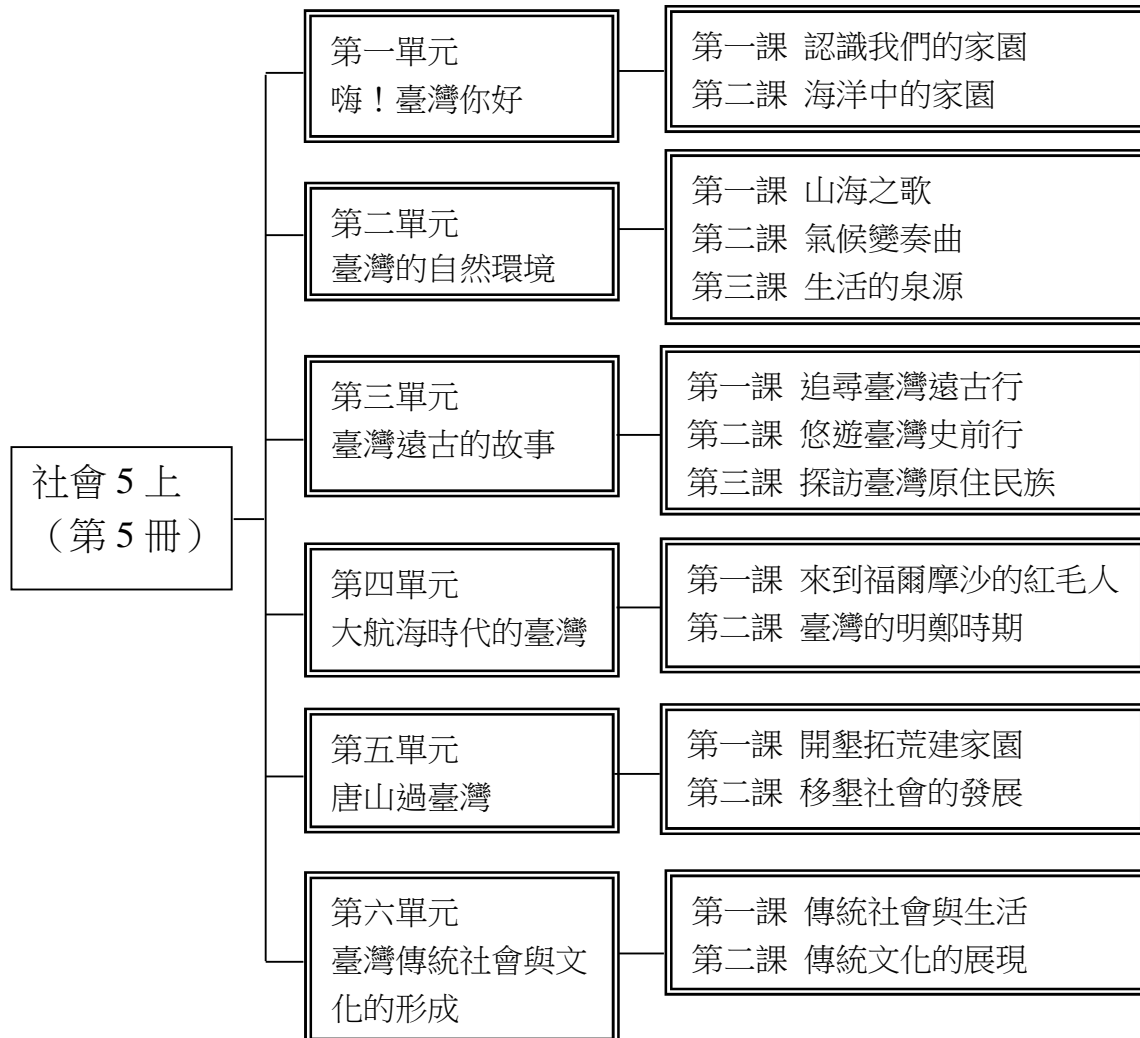 社會 5 上
（第 5 冊）
第一單元
嗨！臺灣你好
第一課 認識我們的家園
第二課 海洋中的家園
第二單元
臺灣的自然環境
第一課 山海之歌
第二課 氣候變奏曲
第三課 生活的泉源
第三單元
臺灣遠古的故事
第一課 追尋臺灣遠古行
第二課 悠遊臺灣史前行
第三課 探訪臺灣原住民族
第四單元
大航海時代的臺灣
第一課 來到福爾摩沙的紅毛人
第二課 臺灣的明鄭時期
第五單元
唐山過臺灣
第一課 開墾拓荒建家園
第二課 移墾社會的發展
第六單元
臺灣傳統社會與文
化的形成
第一課 傳統社會與生活
第二課 傳統文化的展現